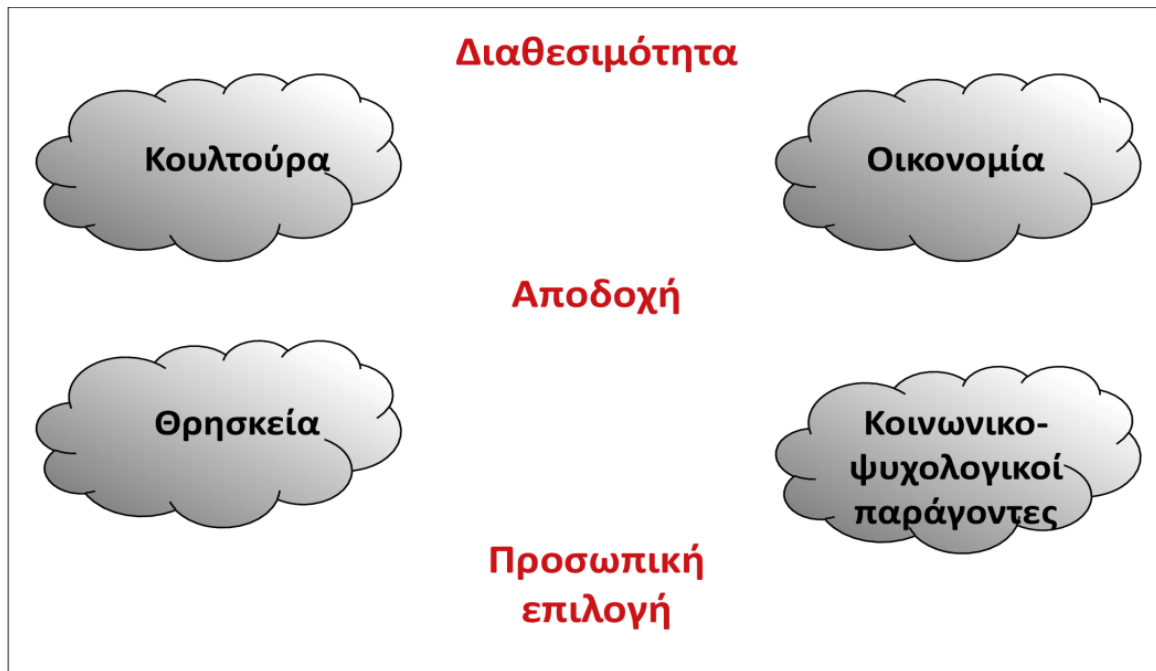 Διαθεσιμότητα
Κουλτούρα
Οικονομία
Αποδοχή
Θρησκεία
Κοινωνικο-
ψυχολογικοί
παράγοντες
Προσωπική
επιλογή